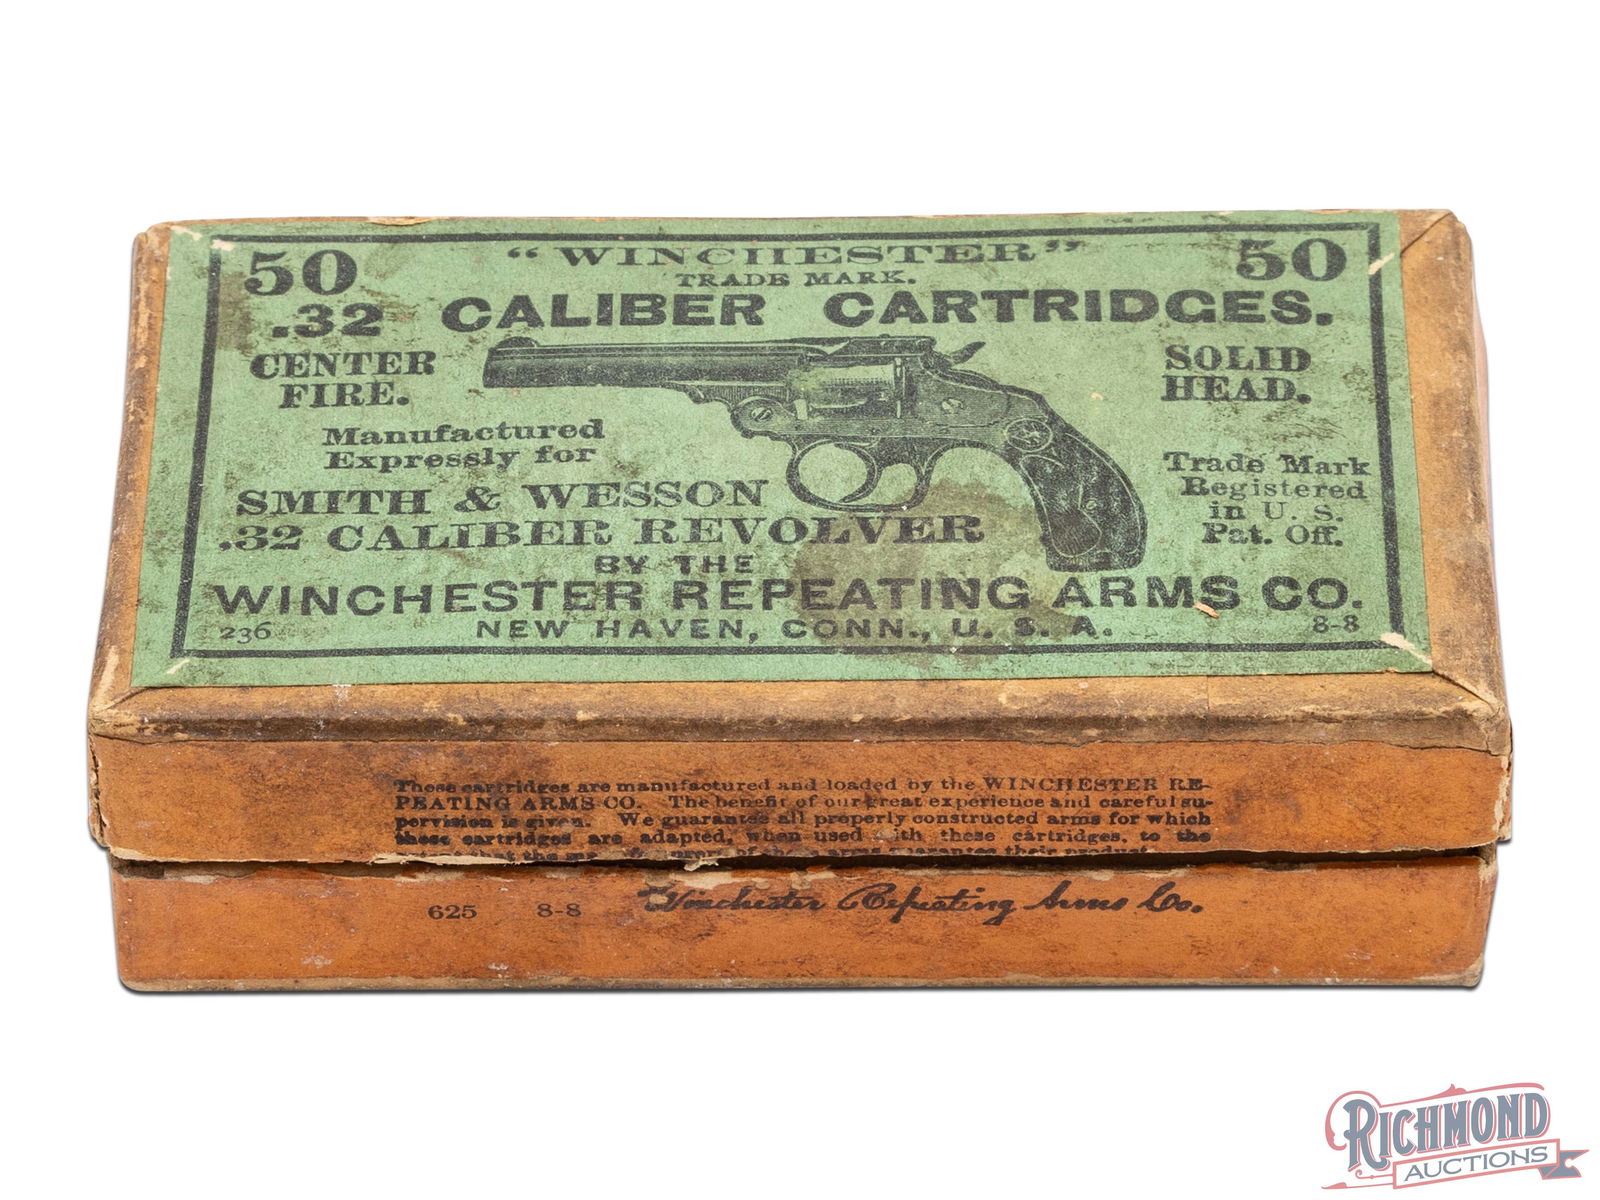 50 "WINCHESTER" 50
TRADE MARK.
.32 CALIBER CARTRIDGES.
CENTER
FIRE.
SOLID
HEAD.
Manufactured
Expressly for
SMITH & WESSON
.32 CALIBER REVOLVER
Trade Mark
Registered
in U. S.
Pat. Off.
BY THE
WINCHESTER REPEATING ARMS CO.
236 NEW HAVEN, CONN., U. S. A. 8-8
These cartridges are manufactured and loaded by the WINCHESTER RE-
PEATING ARMS CO. The benefit of our great experience and careful su-
pervision is given. We guarantee all properly constructed arms for which
these cartridges are adapted, when used with these cartridges, to the
guarantee their product.
625 8-8 Winchester Repeating Arms Co.
RICHMOND
AUCTIONS